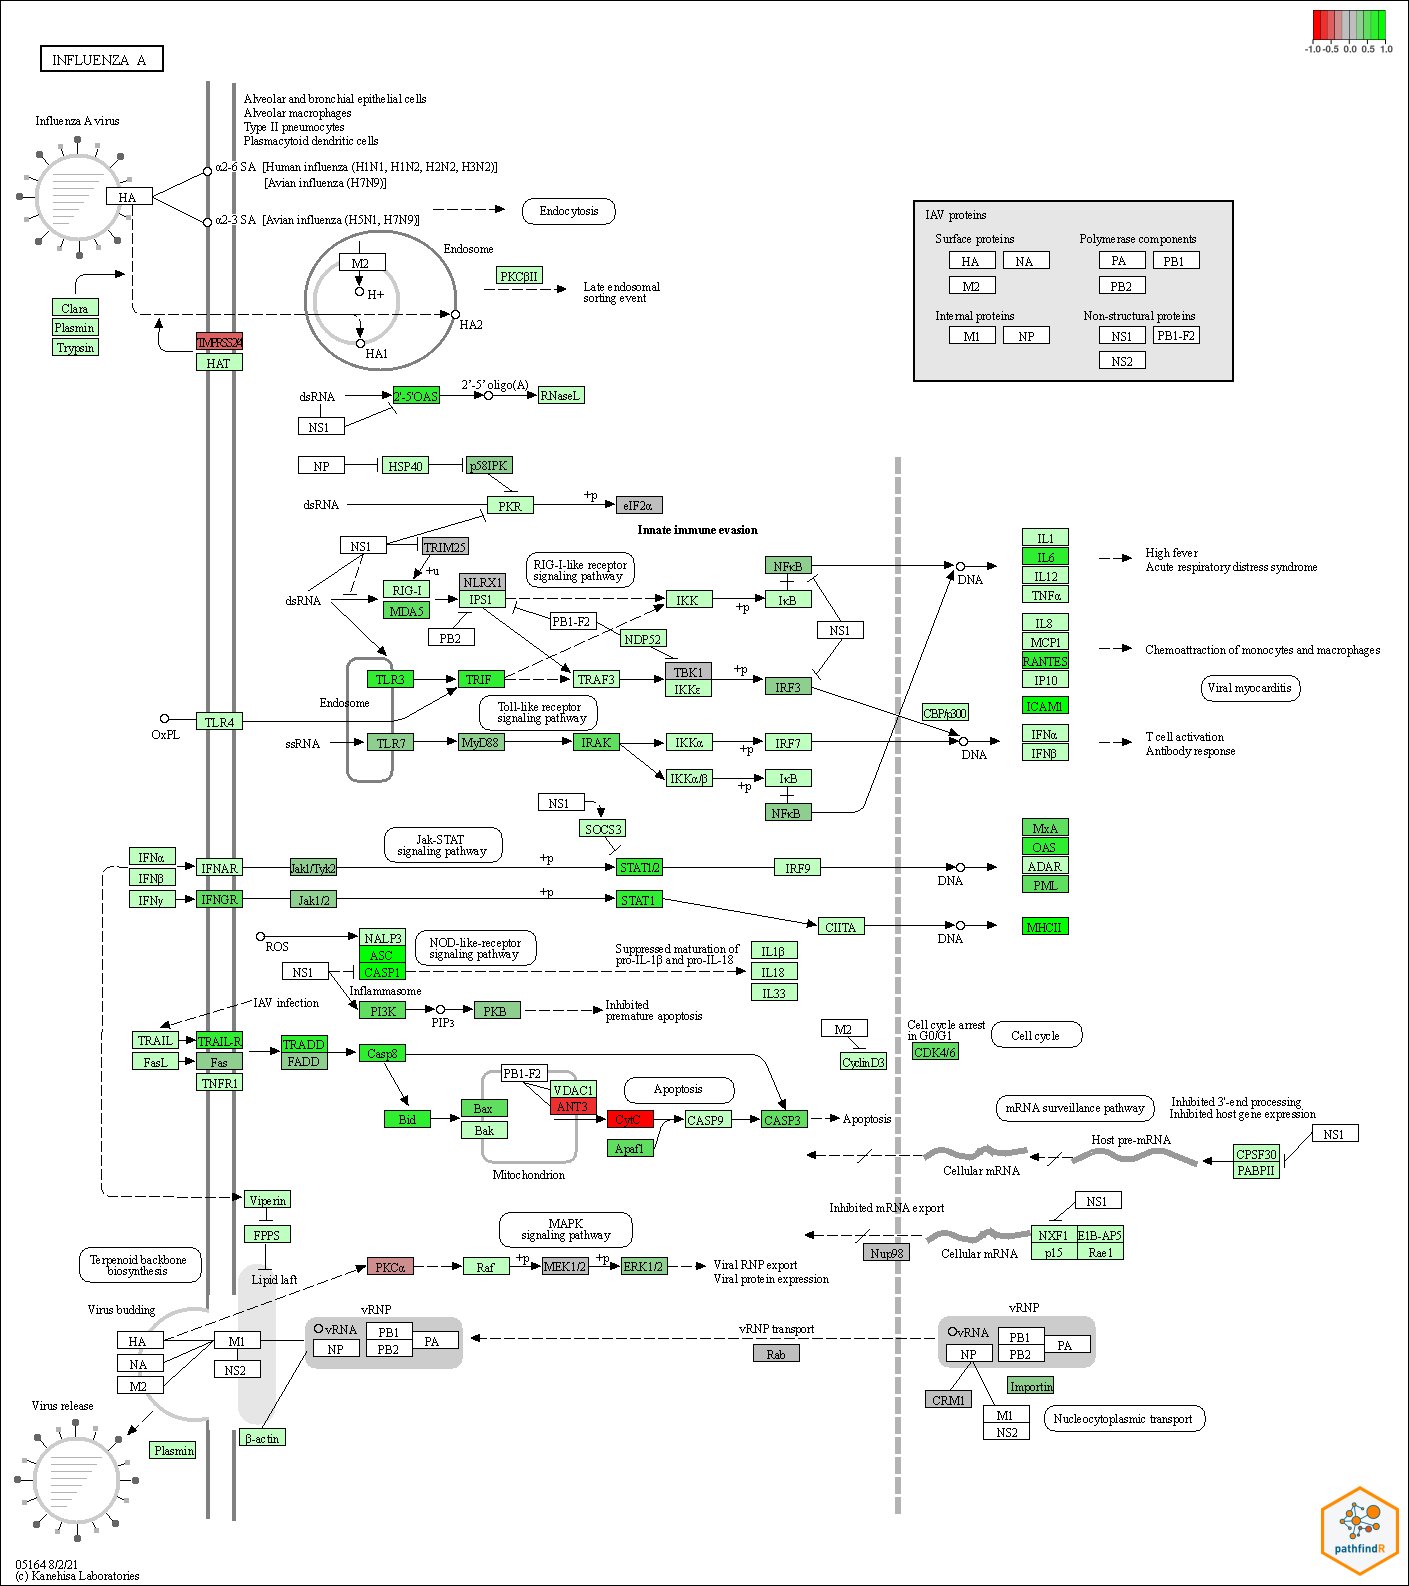 -1.0 -0.5 0.0 0.5 1.0
INFLUENZA A
Influenza A virus
Alveolar and bronchial epithelial cells
Alveolar macrophages
Type II pneumocytes
Plasmacytoid dendritic cells
HA
α2-6 SA [Human influenza (H1N1, H1N2, H2N2, H3N2)]
[Avian influenza (H7N9)]
α2-3 SA [Avian influenza (H5N1, H7N9)]
Endocytosis
Endosome
M2
H+
HA2
HA1
PKCβII
Late endosomal
sorting event
Clara
Plasmin
Trypsin
TMPRSS2/4
HAT
IAV proteins
Surface proteins
HA
NA
M2
Polymerase components
PA
PB1
PB2
Internal proteins
M1
NP
Non-structural proteins
NS1
PB1-F2
NS2
dsRNA
2'-5'OAS
2'-5' oligo(A)
RNaseL
NS1
NP
HSP40
p58IPK
dsRNA
PKR
+p
eIF2α
Innate immune evasion
NS1
TRIM25
+u
RIG-I
MDA5
dsRNA
NLRX1
IPS1
RIG-I-like receptor
signaling pathway
PB2
PB1-F2
NDP52
IKK
+p
NFκB
IκB
NS1
DNA
IL1
IL6
IL12
TNFα
High fever
Acute respiratory distress syndrome
IL8
MCP1
RANTES
IP10
Chemoattraction of monocytes and macrophages
Viral myocarditis
ICAM1
IFNα
IFNβ
T cell activation
Antibody response
TLR3
TRIF
TRAF3
TBK1
IKKε
+p
IRF3
CBP/p300
Endosome
Toll-like receptor
signaling pathway
TLR4
OxPL
ssRNA
TLR7
MyD88
IRAK
IKKα
+p
IRF7
DNA
IKKα/β
+p
IκB
NFκB
NS1
SOCS3
Jak-STAT
signaling pathway
IFNα
IFNβ
IFNγ
IFNAR
IFNGR
Jak1/Tyk2
Jak1/2
+p
+p
STAT1/2
STAT1
IRF9
DNA
MxA
OAS
ADAR
PML
CIITA
DNA
MHCII
ROS
NALP3
ASC
CASP1
NS1
Inflammasome
NOD-like-receptor
signaling pathway
Suppressed maturation of
pro-IL-1β and pro-IL-18
IL1β
IL18
IL33
IAV infection
PI3K
PIP3
PKB
Inhibited
premature apoptosis
TRAIL
TRAIL-R
FasL
Fas
TNFR1
TRADD
FADD
Casp8
M2
CyclinD3
Cell cycle arrest
in G0/G1
CDK4/6
Cell cycle
PB1-F2
VDAC1
ANT3
Bid
Bax
Bak
Mitochondrion
Apoptosis
CytC
Apaf1
CASP9
CASP3
Apoptosis
mRNA surveillance pathway
Inhibited 3'-end processing
Inhibited host gene expression
NS1
Host pre-mRNA
Cellular mRNA
CPSF30
PABPII
Viperin
FPPS
Lipid laft
Terpenoid backbone
biosynthesis
MAPK
signaling pathway
PKCα
Raf
+p
MEK1/2
+p
ERK1/2
Viral RNP export
Viral protein expression
Inhibited mRNA export
Nup98
Cellular mRNA
NS1
NXF1
E1B-AP5
p15
Rae1
Virus budding
HA
NA
M2
M1
NS2
vRNP
vRNA
NP
PB1
PB2
PA
vRNP transport
Rab
vRNP
vRNA
NP
PB1
PB2
PA
CRM1
Importin
M1
NS2
Nucleocytoplasmic transport
Virus release
Plasmin
β-actin
pathfindR
05164 8/2/21
(c) Kanehisa Laboratories